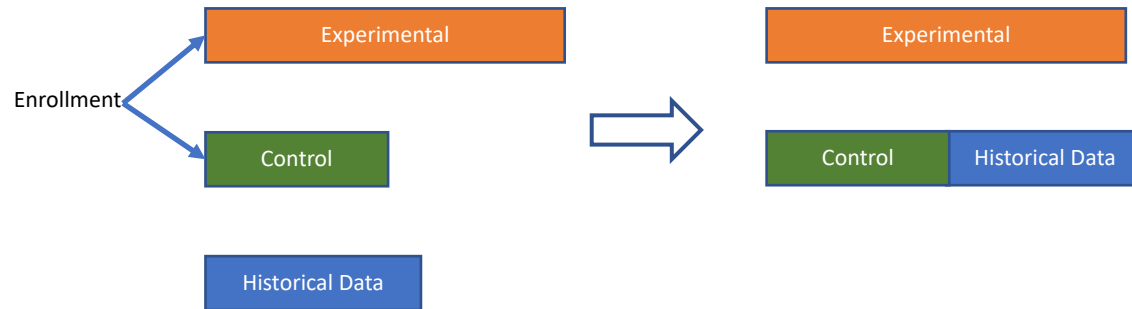 Experimental
Experimental
Enrollment
Control
Control
Historical Data
Historical Data